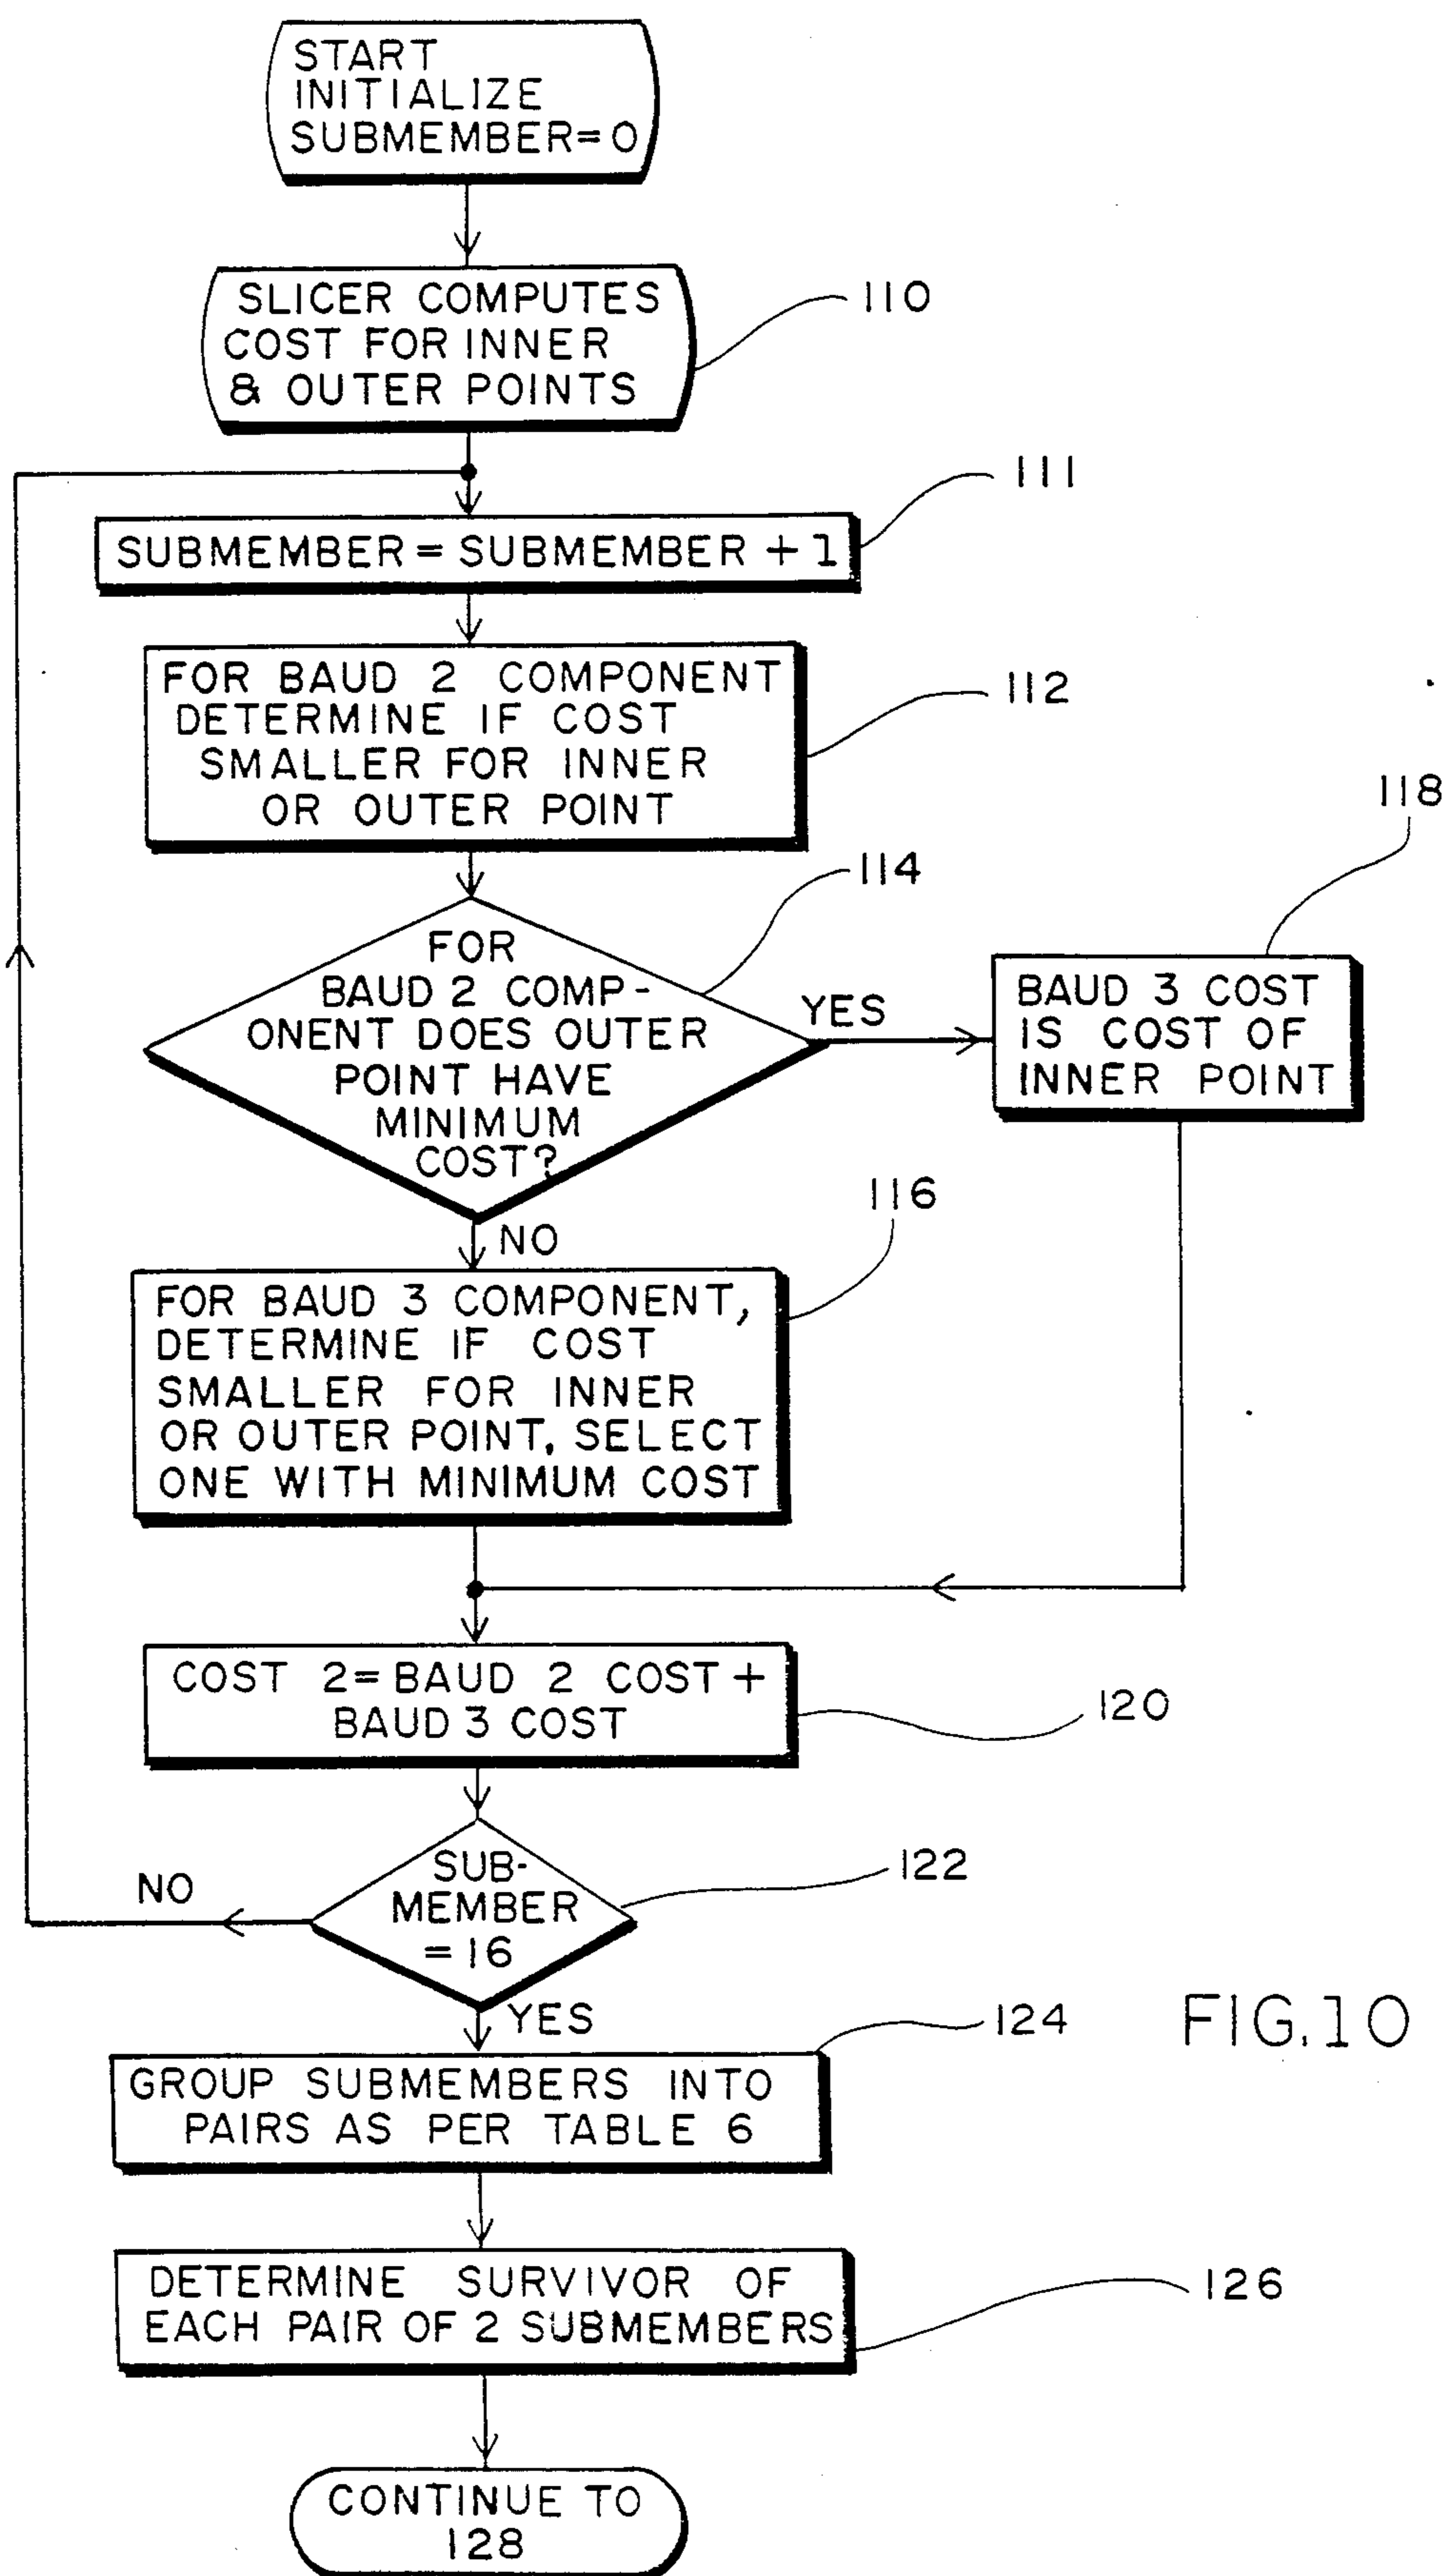 START
INITIALIZE
SUBMEMBER=0
SLICER COMPUTES
COST FOR INNER
& OUTER POINTS
110
111
SUBMEMBER = SUBMEMBER + 1
FOR BAUD 2 COMPONENT
DETERMINE IF COST
SMALLER FOR INNER
OR OUTER POINT
112
118
114
FOR
BAUD 2 COMP-
ONENT DOES OUTER
POINT HAVE
MINIMUM
COST?
YES
BAUD 3 COST
IS COST OF
INNER POINT
116
NO
FOR BAUD 3 COMPONENT,
DETERMINE IF COST
SMALLER FOR INNER
OR OUTER POINT, SELECT
ONE WITH MINIMUM COST
COST 2 = BAUD 2 COST +
BAUD 3 COST
120
SUB-
MEMBER
= 16
122
NO
YES
124
FIG. 10
GROUP SUBMEMBERS INTO
PAIRS AS PER TABLE 6
DETERMINE SURVIVOR OF
EACH PAIR OF 2 SUBMEMBERS
126
CONTINUE TO
128